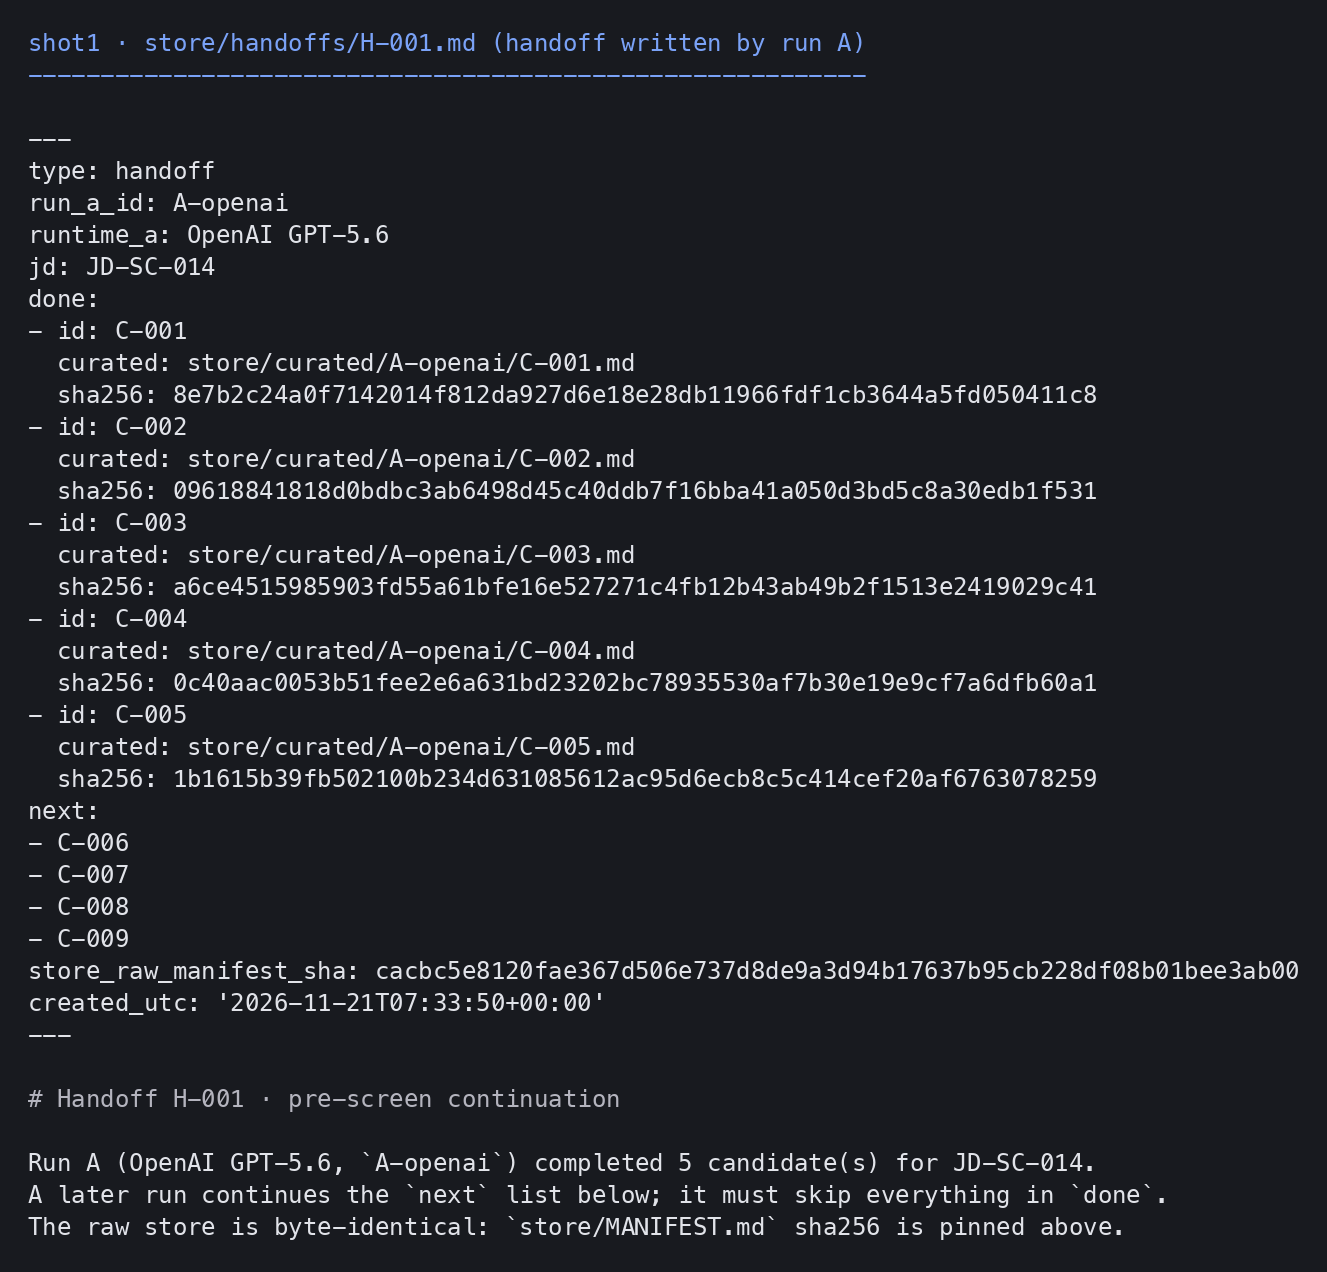 shot1 · store/handoffs/H-001.md (handoff written by run A)
----------------------------------------------------------
---
type: handoff
run_a_id: A-openai
runtime_a: OpenAI GPT-5.6
jd: JD-SC-014
done:
- id: C-001
  curated: store/curated/A-openai/C-001.md
  sha256: 8e7b2c24a0f7142014f812da927d6e18e28db11966fdf1cb3644a5fd050411c8
- id: C-002
  curated: store/curated/A-openai/C-002.md
  sha256: 09618841818d0bdbc3ab6498d45c40ddb7f16bba41a050d3bd5c8a30edb1f531
- id: C-003
  curated: store/curated/A-openai/C-003.md
  sha256: a6ce4515985903fd55a61bfe16e527271c4fb12b43ab49b2f1513e2419029c41
- id: C-004
  curated: store/curated/A-openai/C-004.md
  sha256: 0c40aac0053b51fee2e6a631bd23202bc78935530af7b30e19e9cf7a6dfb60a1
- id: C-005
  curated: store/curated/A-openai/C-005.md
  sha256: 1b1615b39fb502100b234d631085612ac95d6ecb8c5c414cef20af6763078259
next:
- C-006
- C-007
- C-008
- C-009
store_raw_manifest_sha: cacbc5e8120fae367d506e737d8de9a3d94b17637b95cb228df08b01bee3ab00
created_utc: '2026-11-21T07:33:50+00:00'
---
# Handoff H-001 · pre-screen continuation
Run A (OpenAI GPT-5.6, `A-openai`) completed 5 candidate(s) for JD-SC-014.
A later run continues the `next` list below; it must skip everything in `done`.
The raw store is byte-identical: `store/MANIFEST.md` sha256 is pinned above.